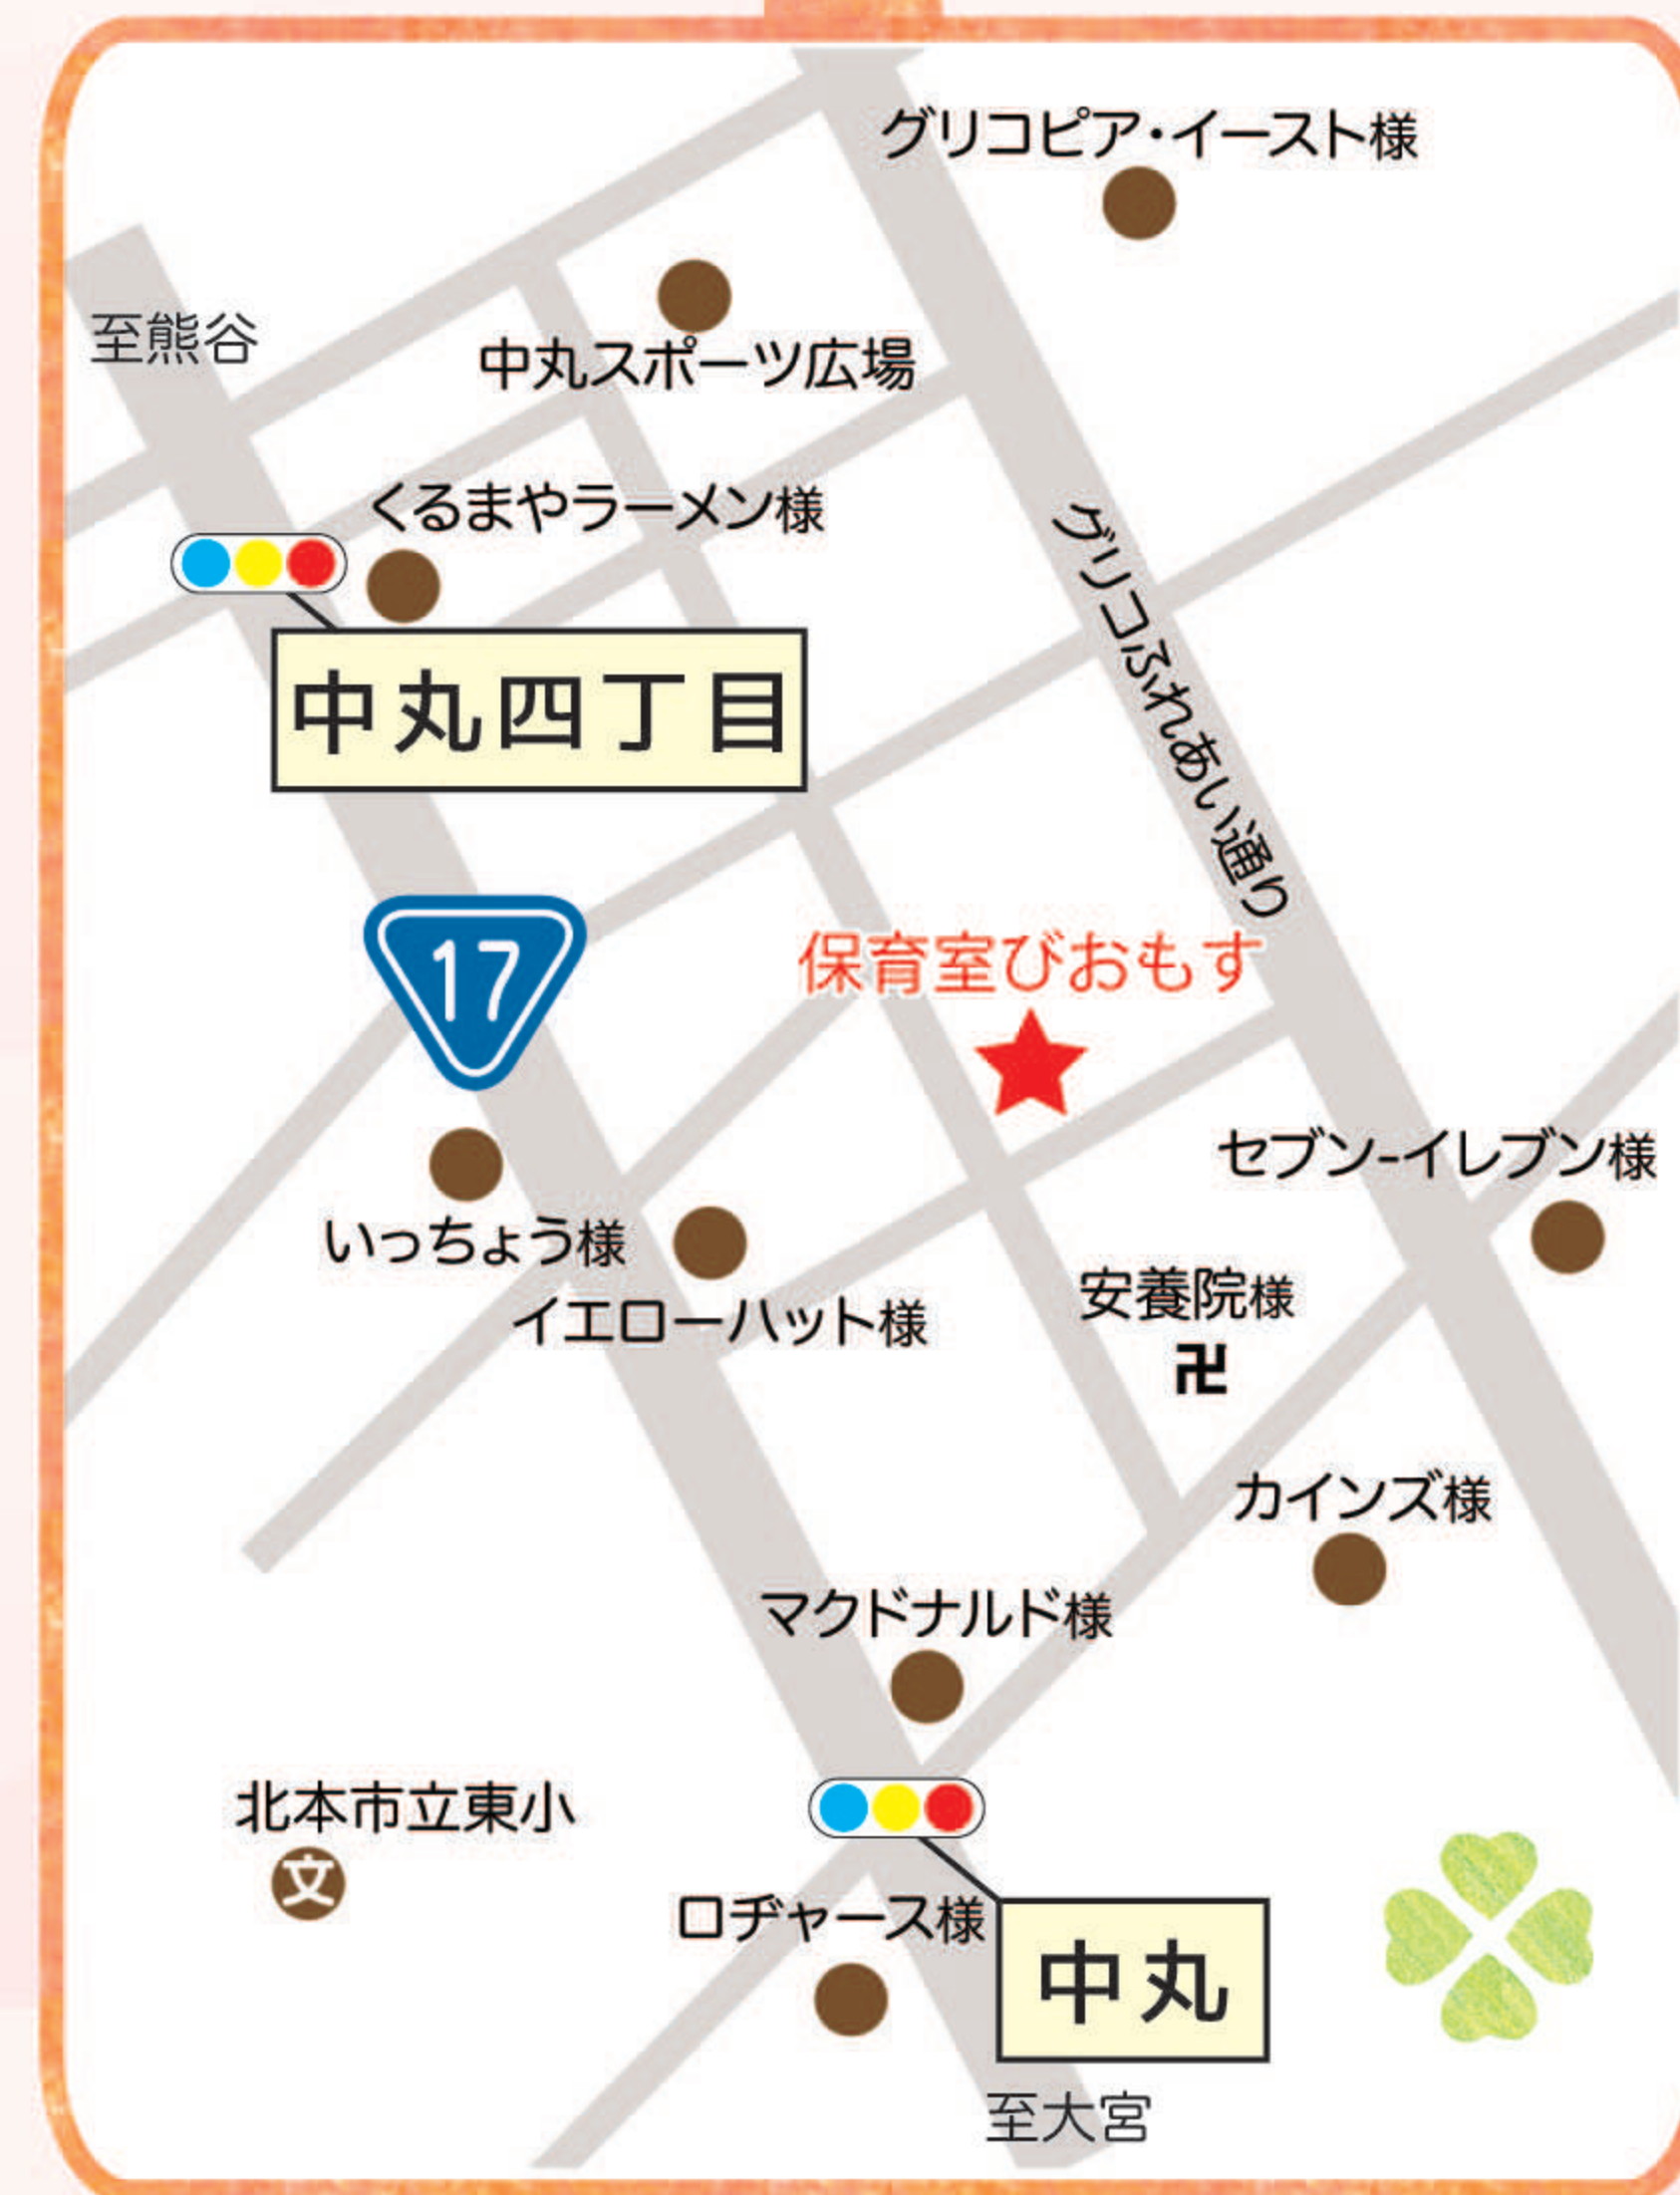 グリコピア・イースト様
至熊谷
中丸スポーツ広場
くるまやラーメン様
中丸四丁目
グリコふれあい通り
17
保育室びおもす
セブン-イレブン様
いっちょう様
イエローハット様
安養院様
卍
カインズ様
マクドナルド様
北本市立東小
文
ロヂャース様
中丸
至大宮